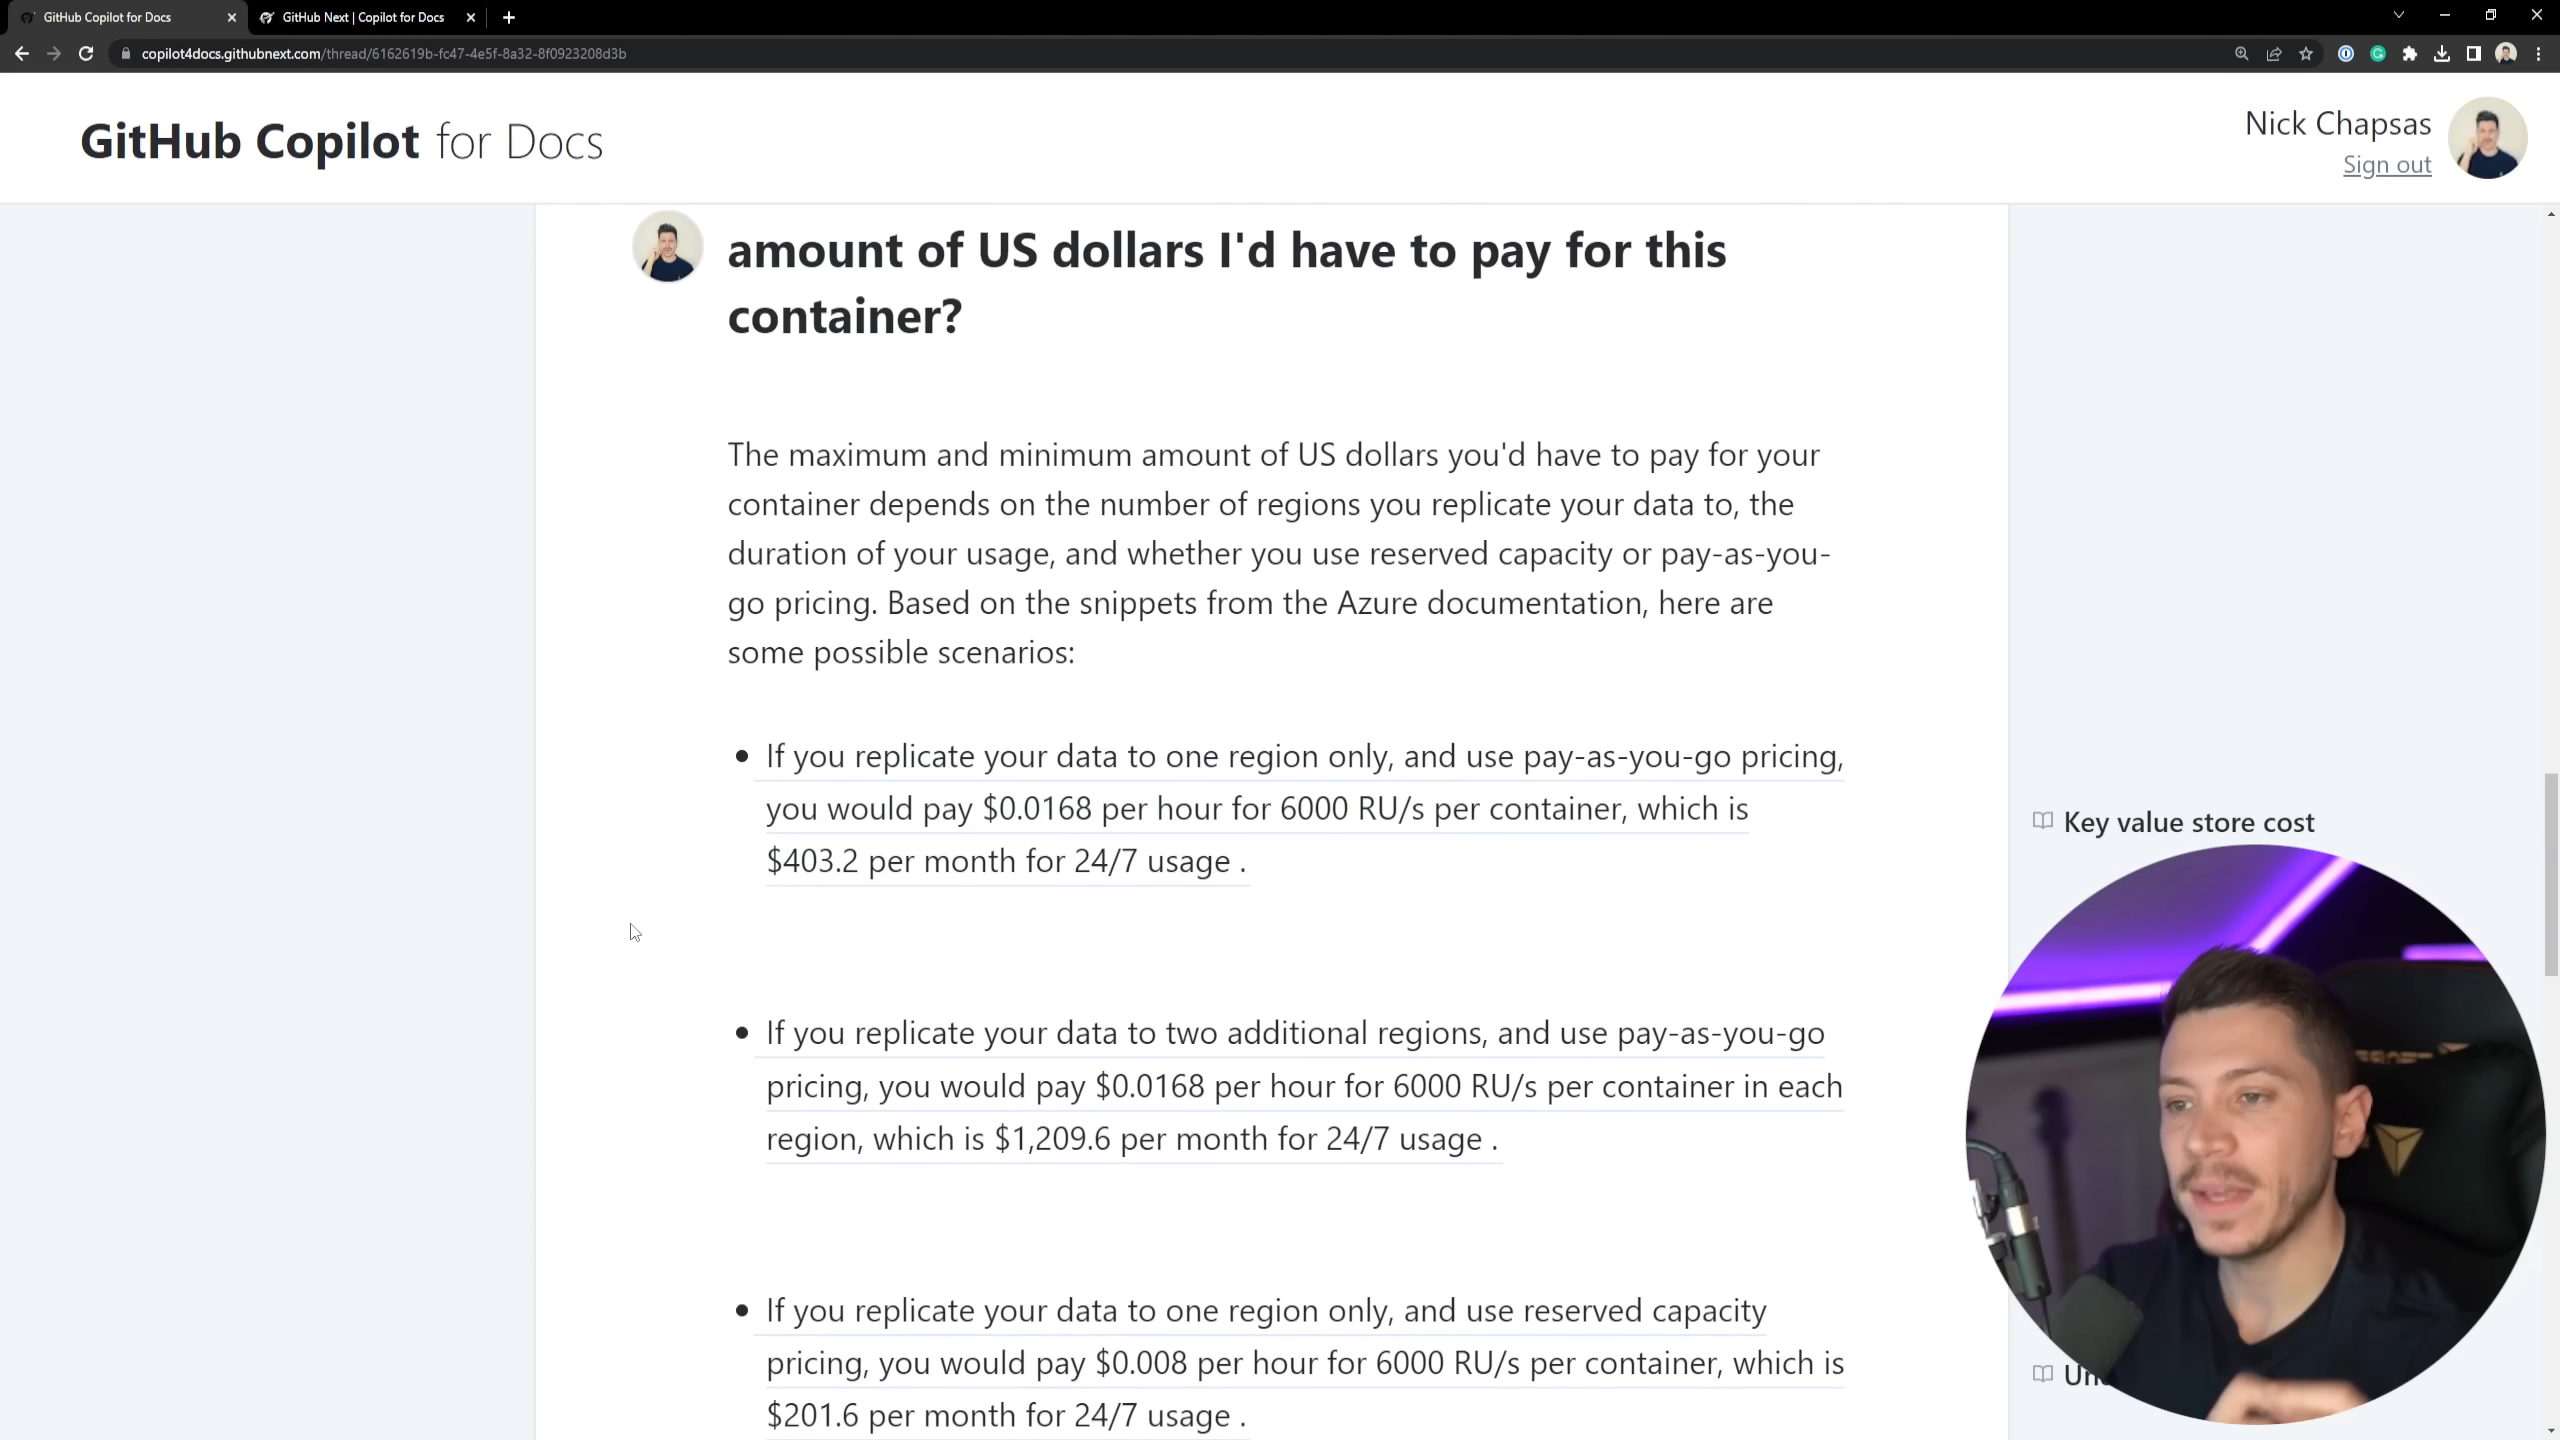 GitHub Copilot for Docs
GitHub Next | Copilot for Docs
copilot4docs.githubnext.com/thread/6162619b-fc47-4e5f-8a32-8f0923208d3b
GitHub Copilot for Docs
Nick Chapsas
Sign out
amount of US dollars I'd have to pay for this
container?
The maximum and minimum amount of US dollars you'd have to pay for your
container depends on the number of regions you replicate your data to, the
duration of your usage, and whether you use reserved capacity or pay-as-you-
go pricing. Based on the snippets from the Azure documentation, here are
some possible scenarios:
• If you replicate your data to one region only, and use pay-as-you-go pricing,
you would pay $0.0168 per hour for 6000 RU/s per container, which is
$403.2 per month for 24/7 usage .
Key value store cost
• If you replicate your data to two additional regions, and use pay-as-you-go
pricing, you would pay $0.0168 per hour for 6000 RU/s per container in each
region, which is $1,209.6 per month for 24/7 usage .
• If you replicate your data to one region only, and use reserved capacity
pricing, you would pay $0.008 per hour for 6000 RU/s per container, which is
$201.6 per month for 24/7 usage .